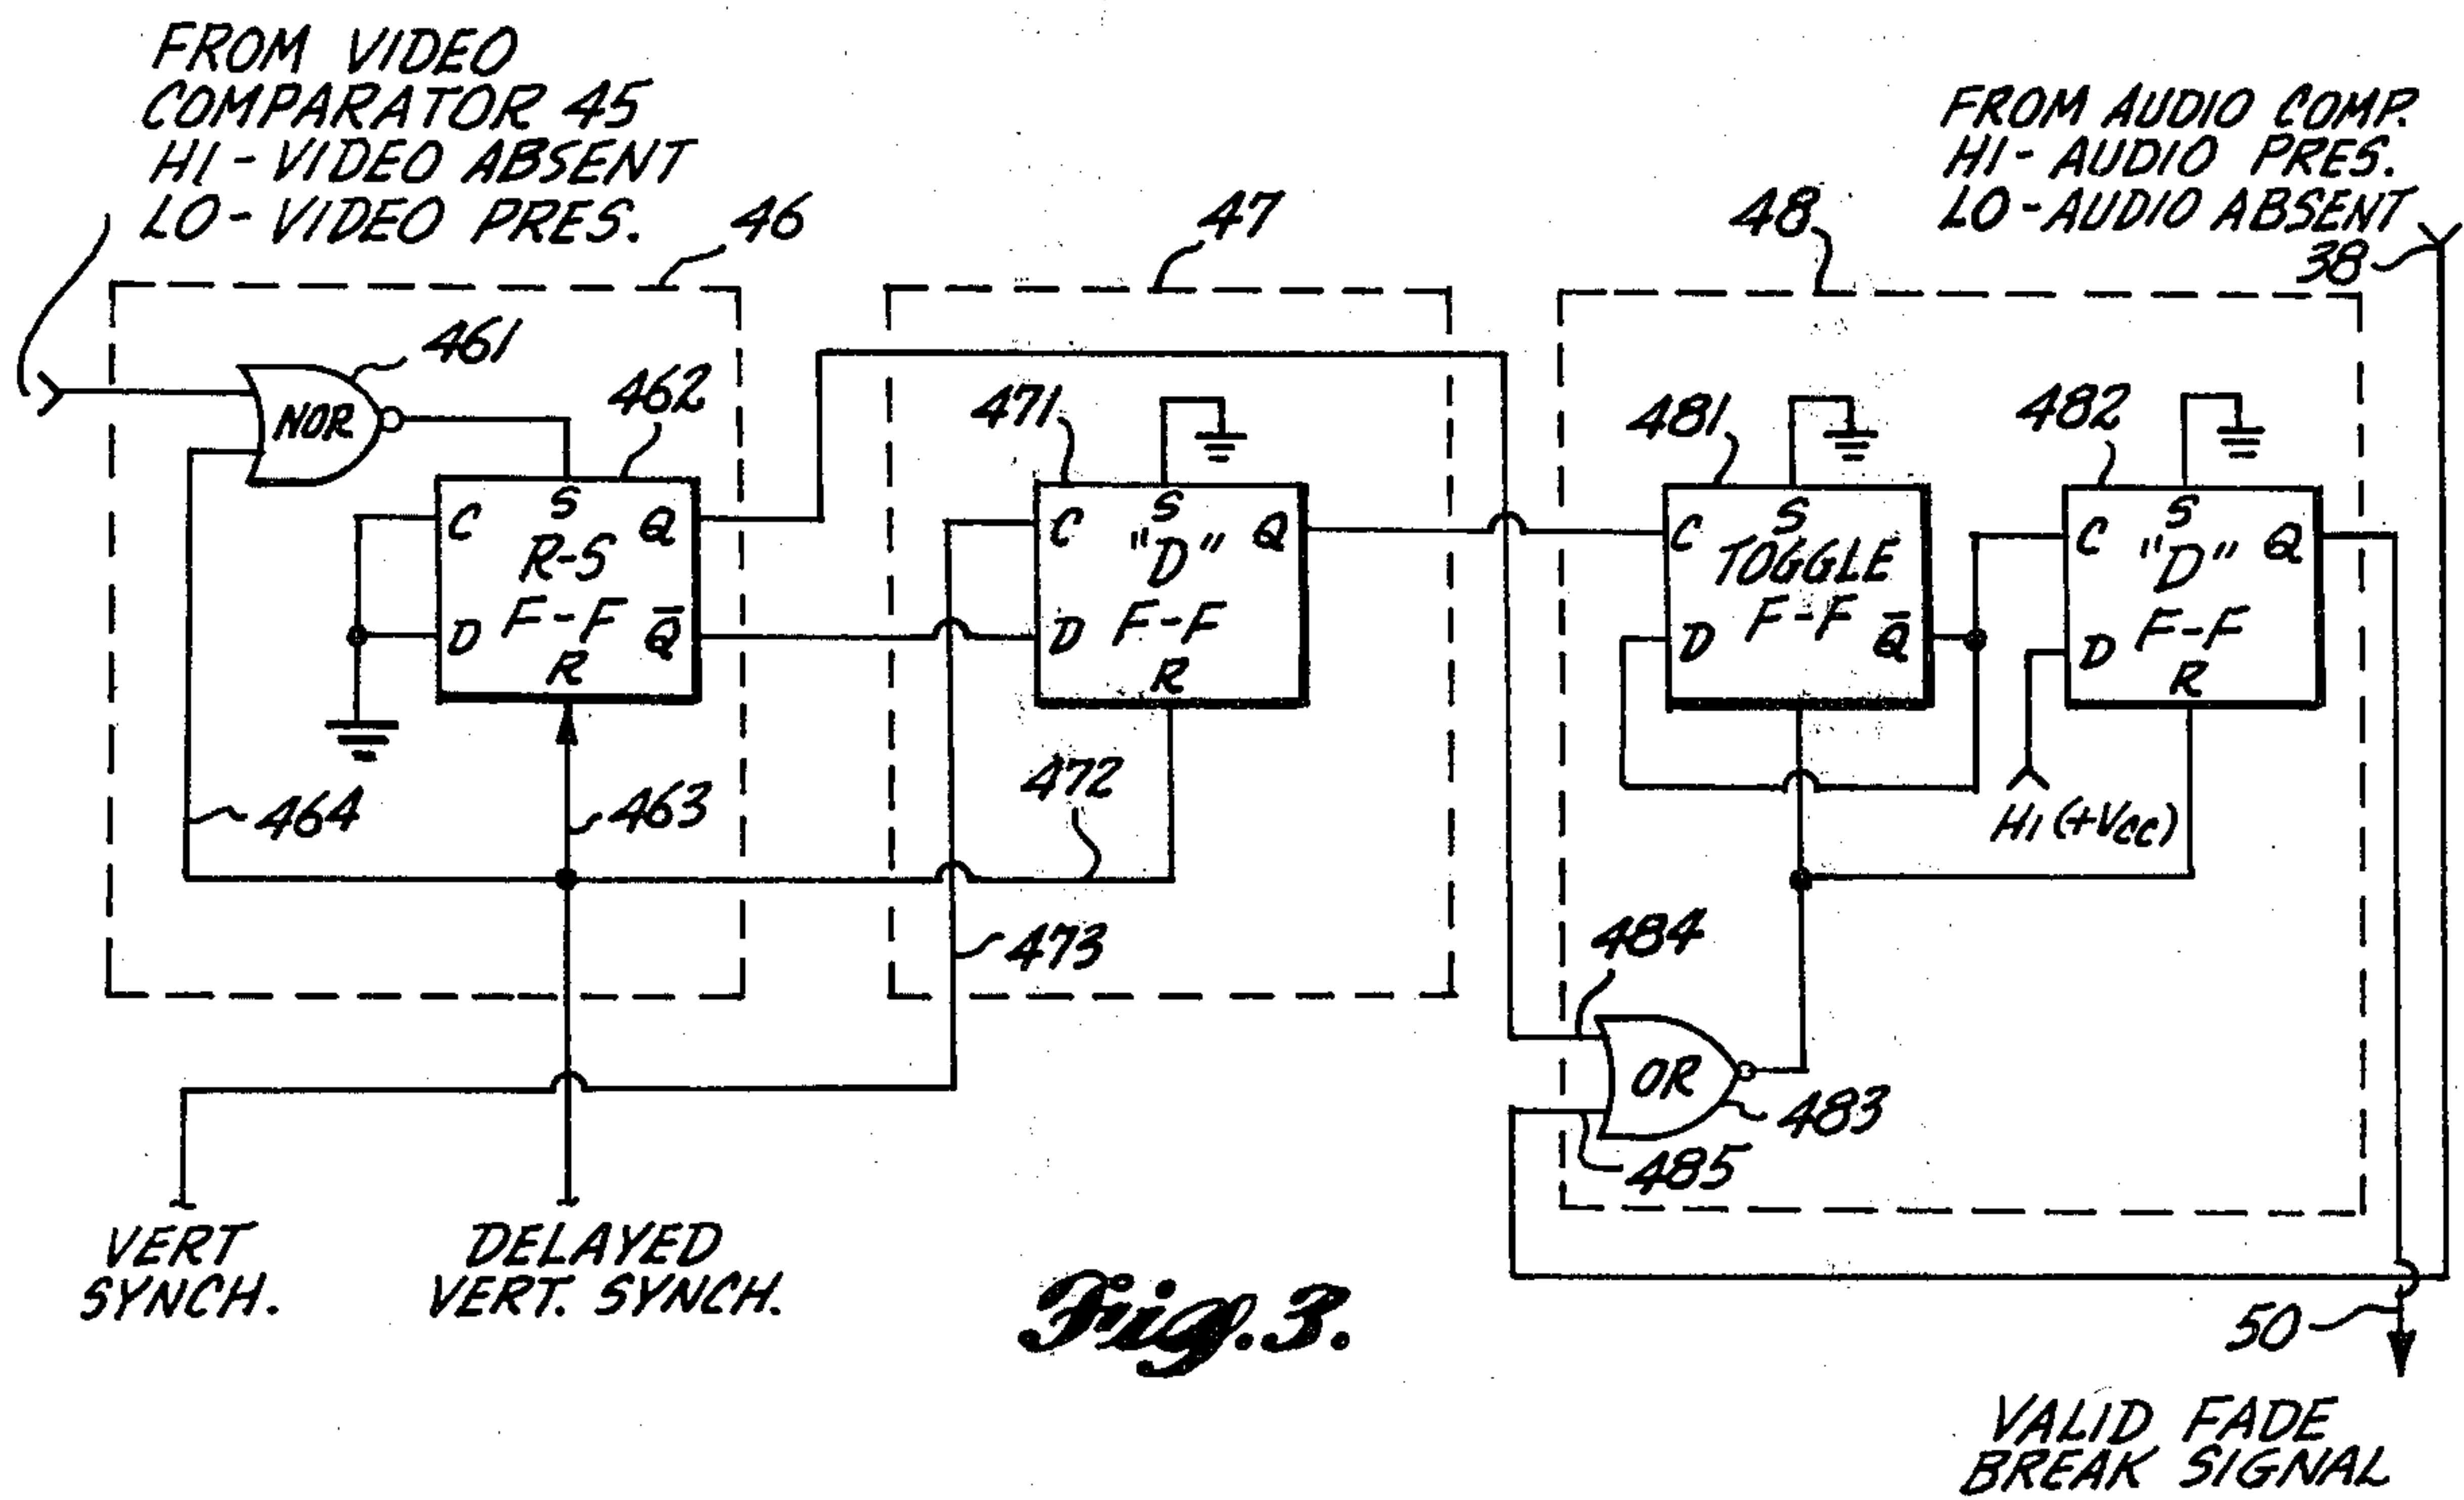 FROM VIDEO
COMPARATOR 45
HI - VIDEO ABSENT
LO - VIDEO PRES.
FROM AUDIO COMP.
HI - AUDIO PRES.
LO - AUDIO ABSENT
38
46
47
48
461
NOR
462
471
481
482
C S Q
R-S
F-F
D R Q̅
C S Q
"D"
F-F
D R
C S
TOGGLE
F-F
D Q̅
C S Q
"D"
F-F
D R
464
463
472
HI (+VCC)
473
484
OR
483
485
VERT
SYNCH.
DELAYED
VERT. SYNCH.
Fig. 3.
50
VALID FADE
BREAK SIGNAL